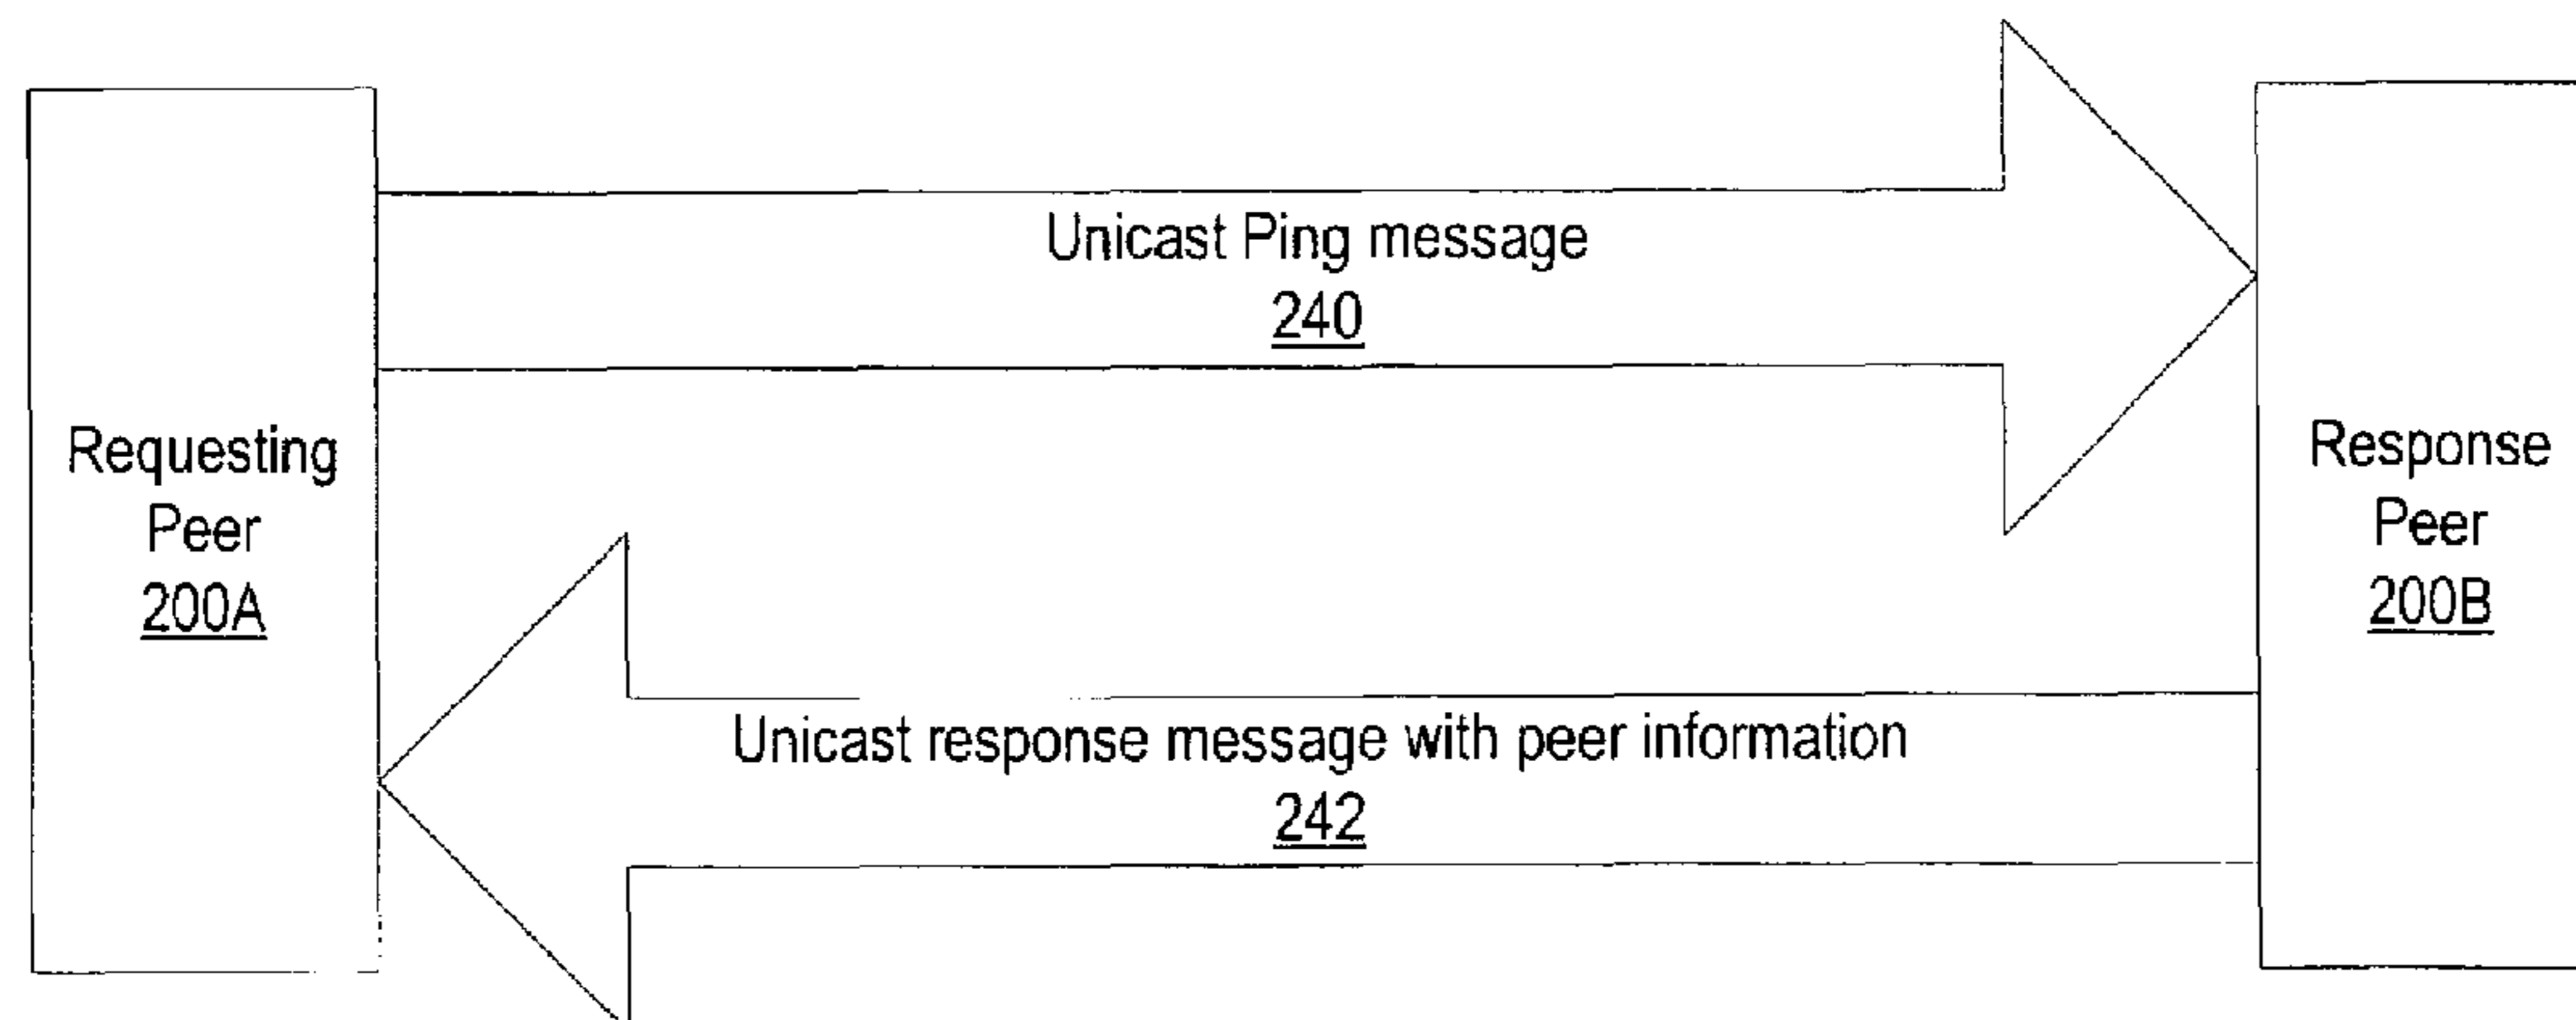 Unicast Ping message
240
Requesting
Peer
200A
Response
Peer
200B
Unicast response message with peer information
242